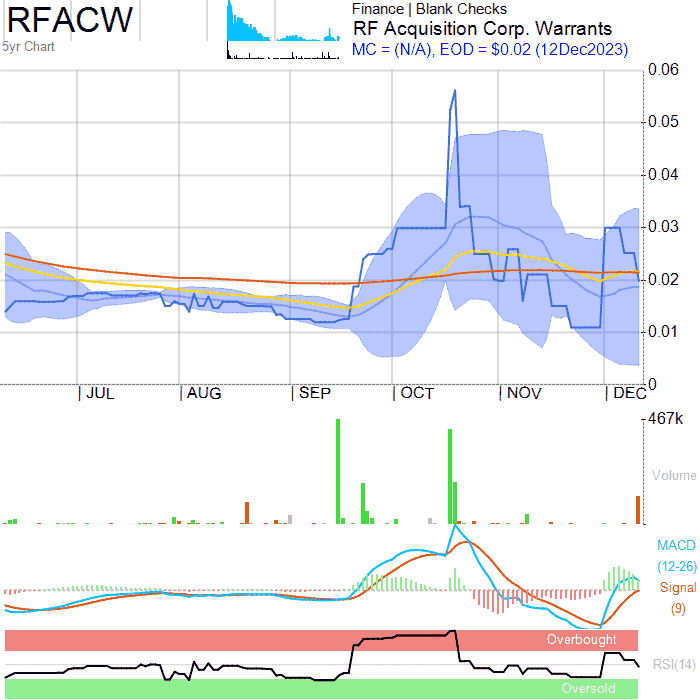 RFACW
5yr Chart
Finance | Blank Checks
RF Acquisition Corp. Warrants
MC = (N/A), EOD = $0.02 (12Dec2023)
0.06
0.05
0.04
0.03
0.02
0.01
0
| JUL | AUG | SEP | OCT | NOV | DEC
467k
Volume
MACD
(12-26)
Signal
(9)
Overbought
RSI(14)
Oversold